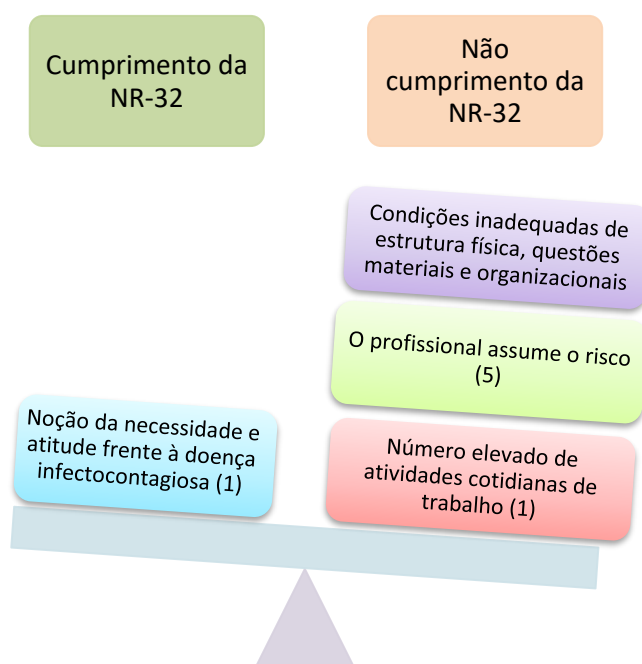 Cumprimento da
NR-32
Não
cumprimento da
NR-32
Condições inadequadas de
estrutura física, questões
materiais e organizacionais
O profissional assume o risco
(5)
Noção da necessidade e
atitude frente à doença
infectocontagiosa (1)
Número elevado de
atividades cotidianas de
trabalho (1)